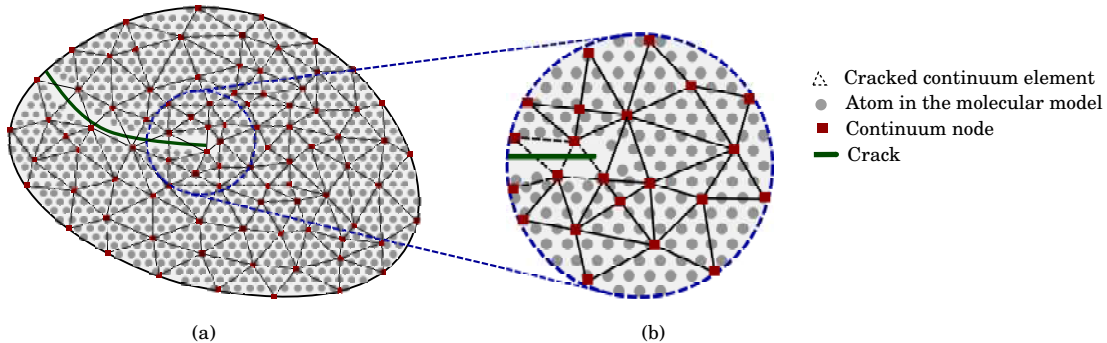 Cracked continuum element
Atom in the molecular model
Continuum node
Crack
(a)
(b)